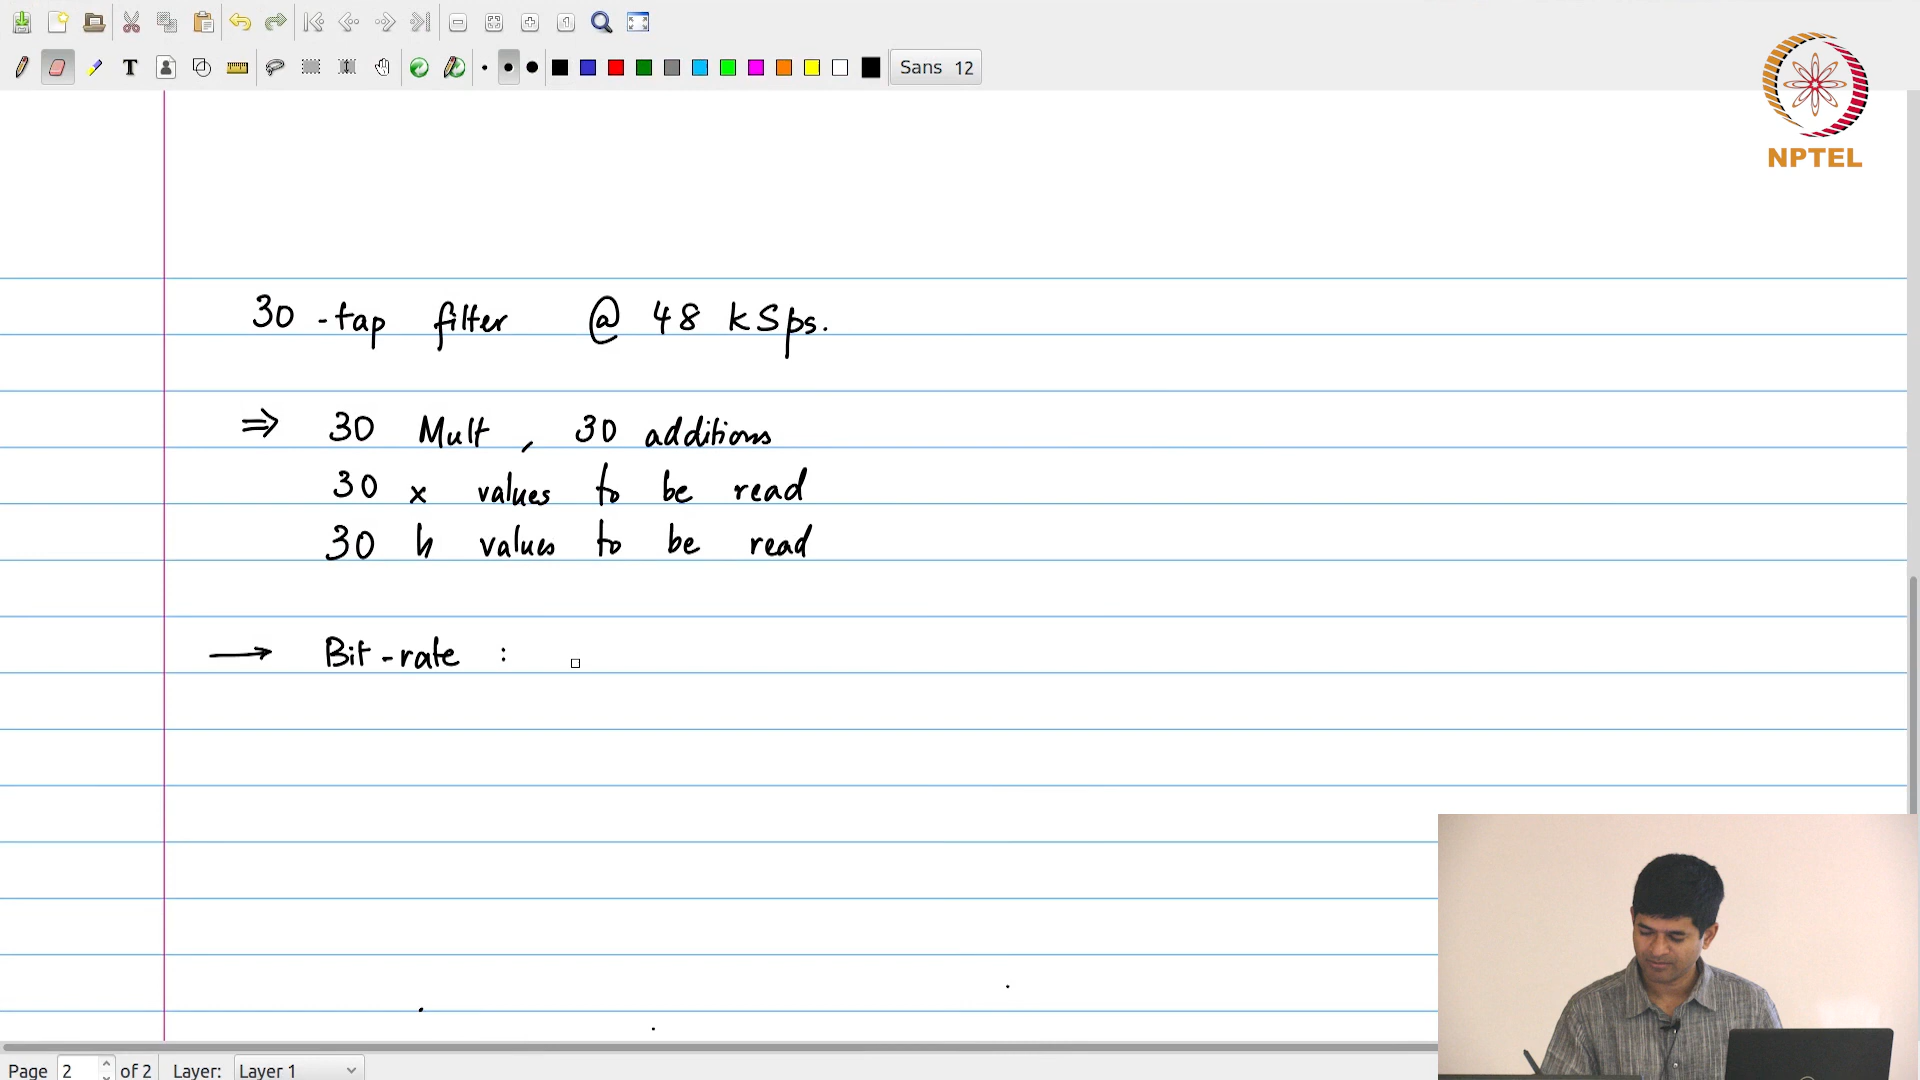 T
Sans 12
NPTEL
30 -tap filter @ 48 kSps.
⇒ 30 Mult , 30 additions
30 x values to be read
30 h values to be read
→ Bit-rate :
Page 2 of 2 Layer: Layer 1